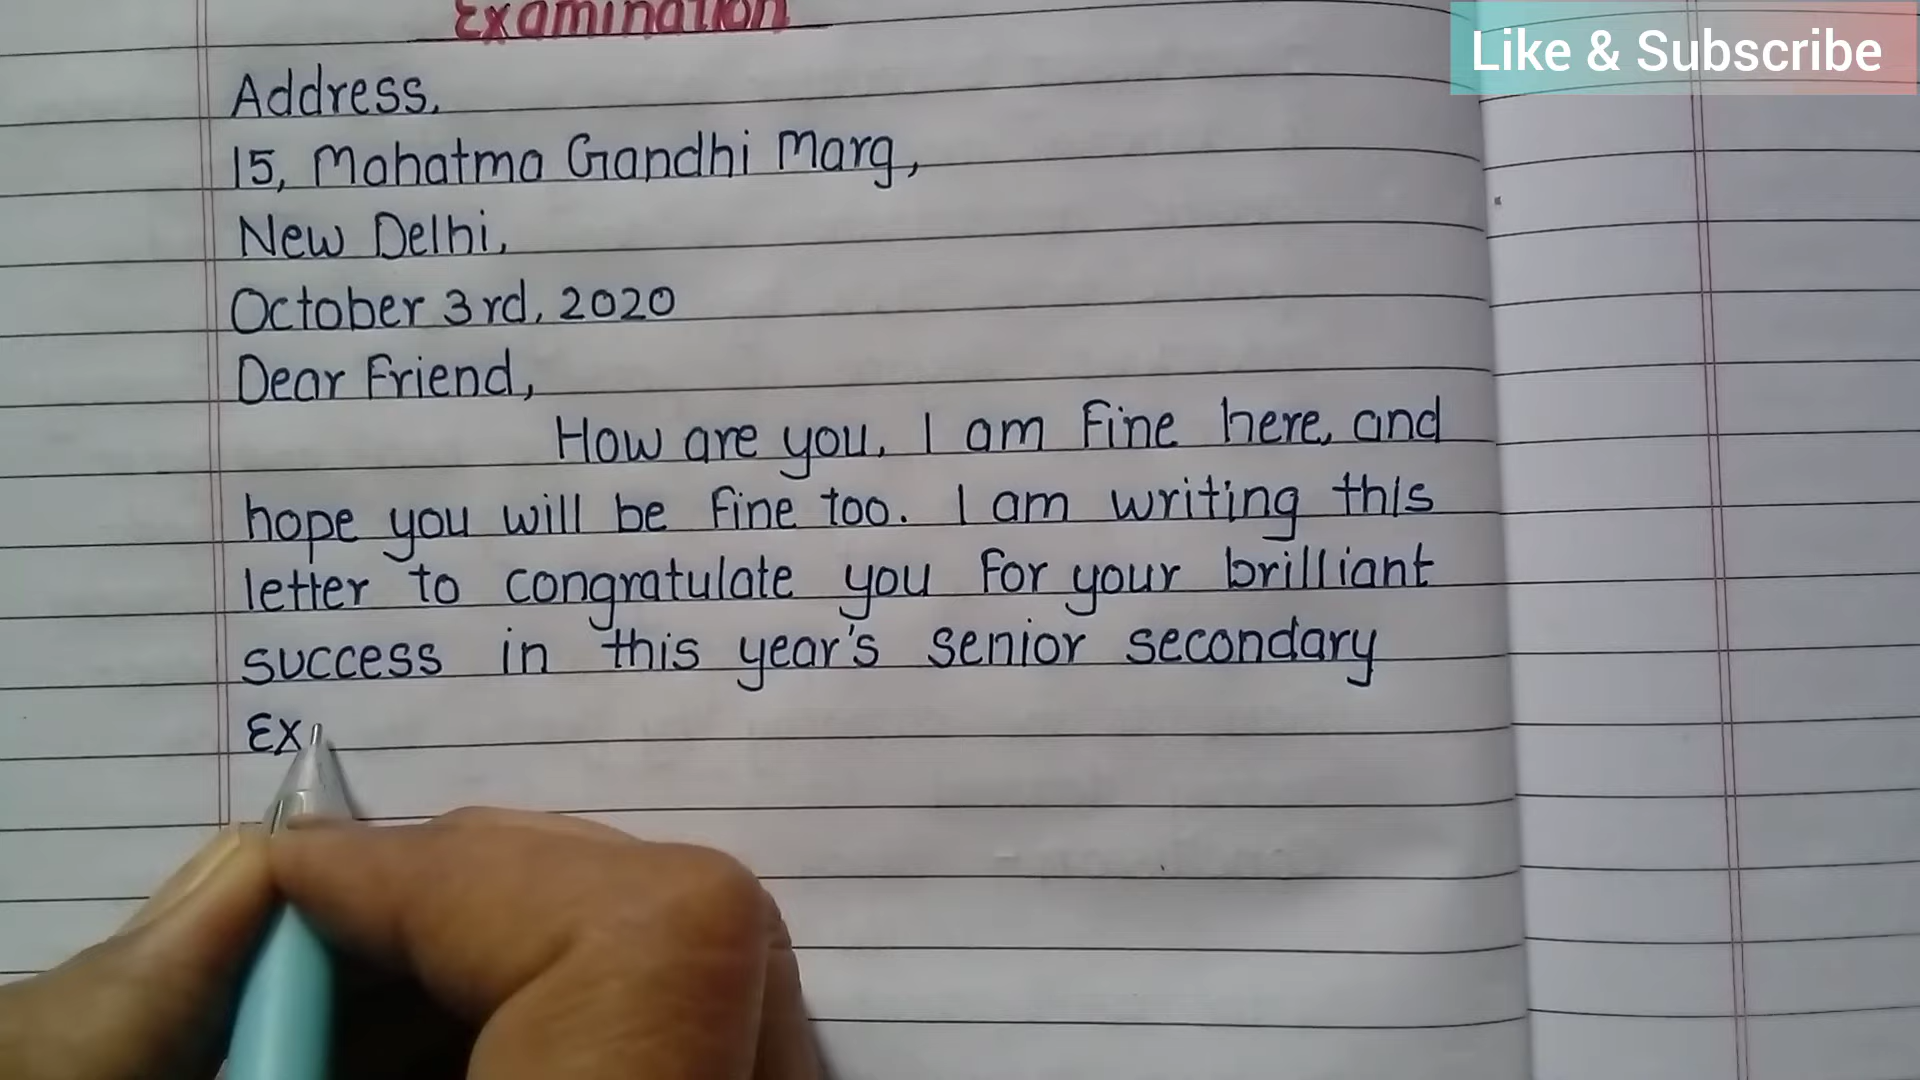 Examination
Like & Subscribe
Address,
15, Mahatma Gandhi Marg,
New Delhi,
October 3rd, 2020
Dear Friend,
How are you, I am fine here, and
hope you will be fine too. I am writing this
letter to congratulate you for your brilliant
success in this year's senior secondary
Ex